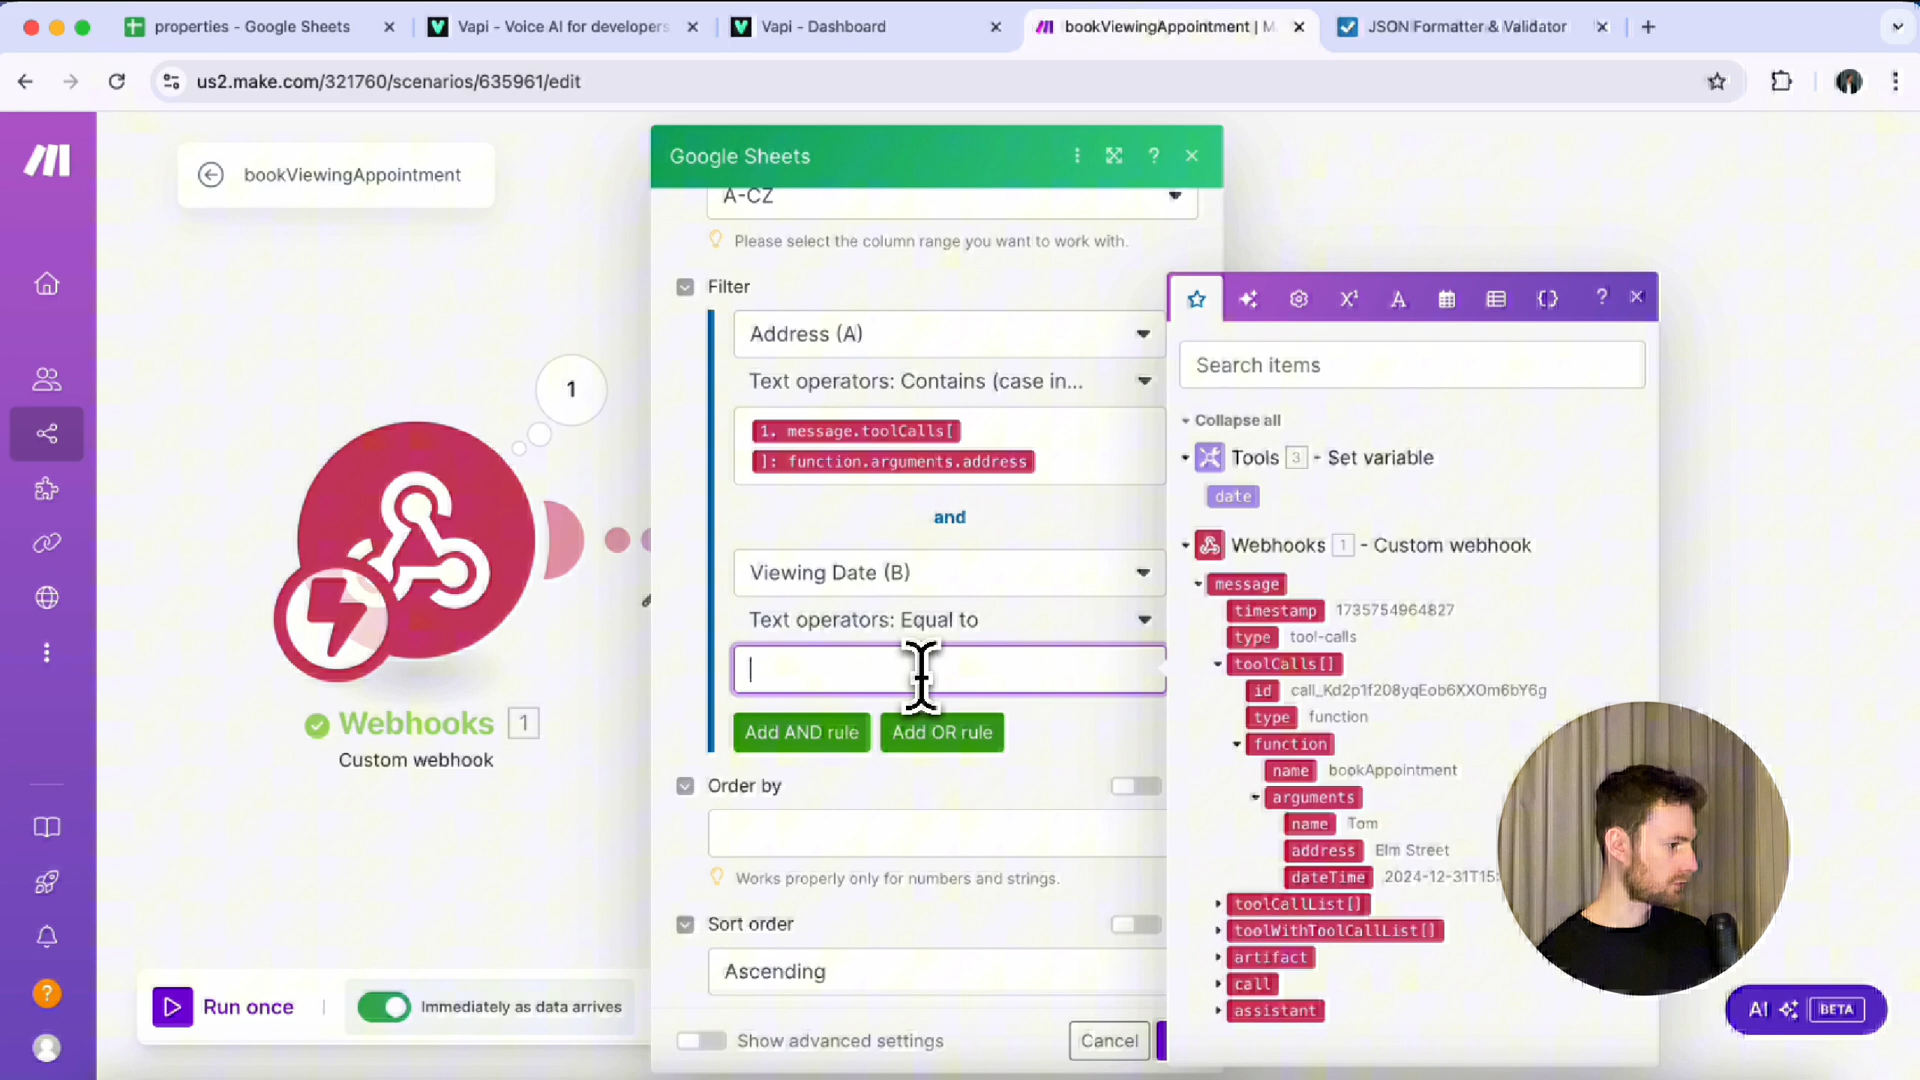 properties - Google Sheets
Vapi - Voice AI for developers
Vapi - Dashboard
bookViewingAppointment | M
JSON Formatter & Validator
us2.make.com/321760/scenarios/635961/edit
bookViewingAppointment
Google Sheets
A-CZ
Please select the column range you want to work with.
Filter
Address (A)
Text operators: Contains (case in...
1. message.toolCalls[
]: function.arguments.address
and
Viewing Date (B)
Text operators: Equal to
Add AND rule
Add OR rule
Order by
Works properly only for numbers and strings.
Sort order
Ascending
Show advanced settings
Cancel
1
Webhooks 1
Custom webhook
Run once
Immediately as data arrives
Search items
Collapse all
Tools 3 - Set variable
date
Webhooks 1 - Custom webhook
message
timestamp 1735754964827
type tool-calls
toolCalls[]
id call_Kd2p1f208yqEob6XXOm6bY6g
type function
function
name bookAppointment
arguments
name Tom
address Elm Street
dateTime 2024-12-31T15:
toolCallList[]
toolWithToolCallList[]
artifact
call
assistant
AI BETA